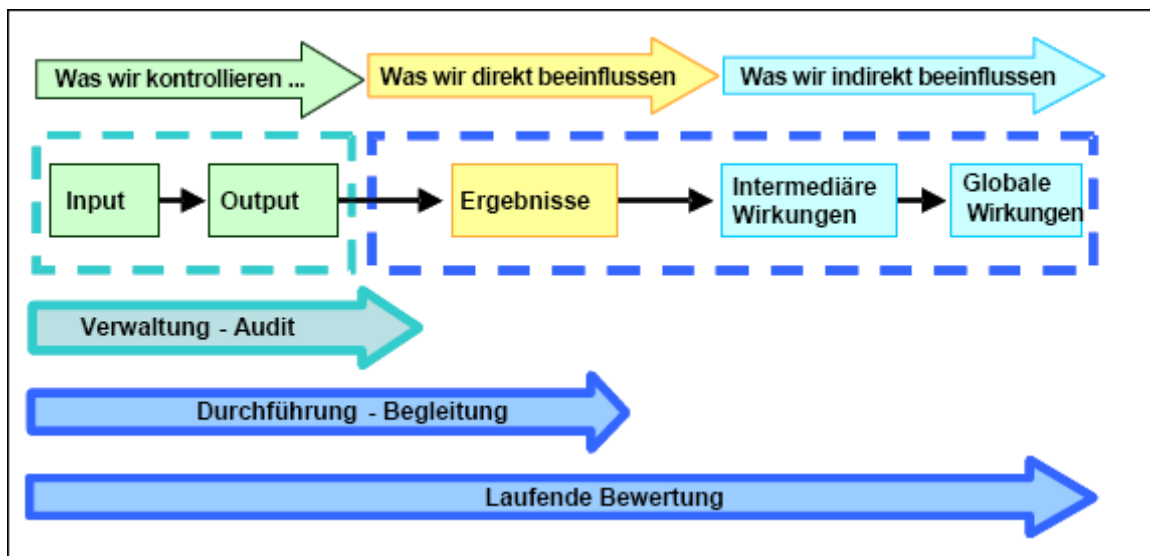 Was wir kontrollieren ...
Was wir direkt beeinflussen
Was wir indirekt beeinflussen
Input
Output
Ergebnisse
Intermediäre
Wirkungen
Globale
Wirkungen
Verwaltung - Audit
Durchführung - Begleitung
Laufende Bewertung